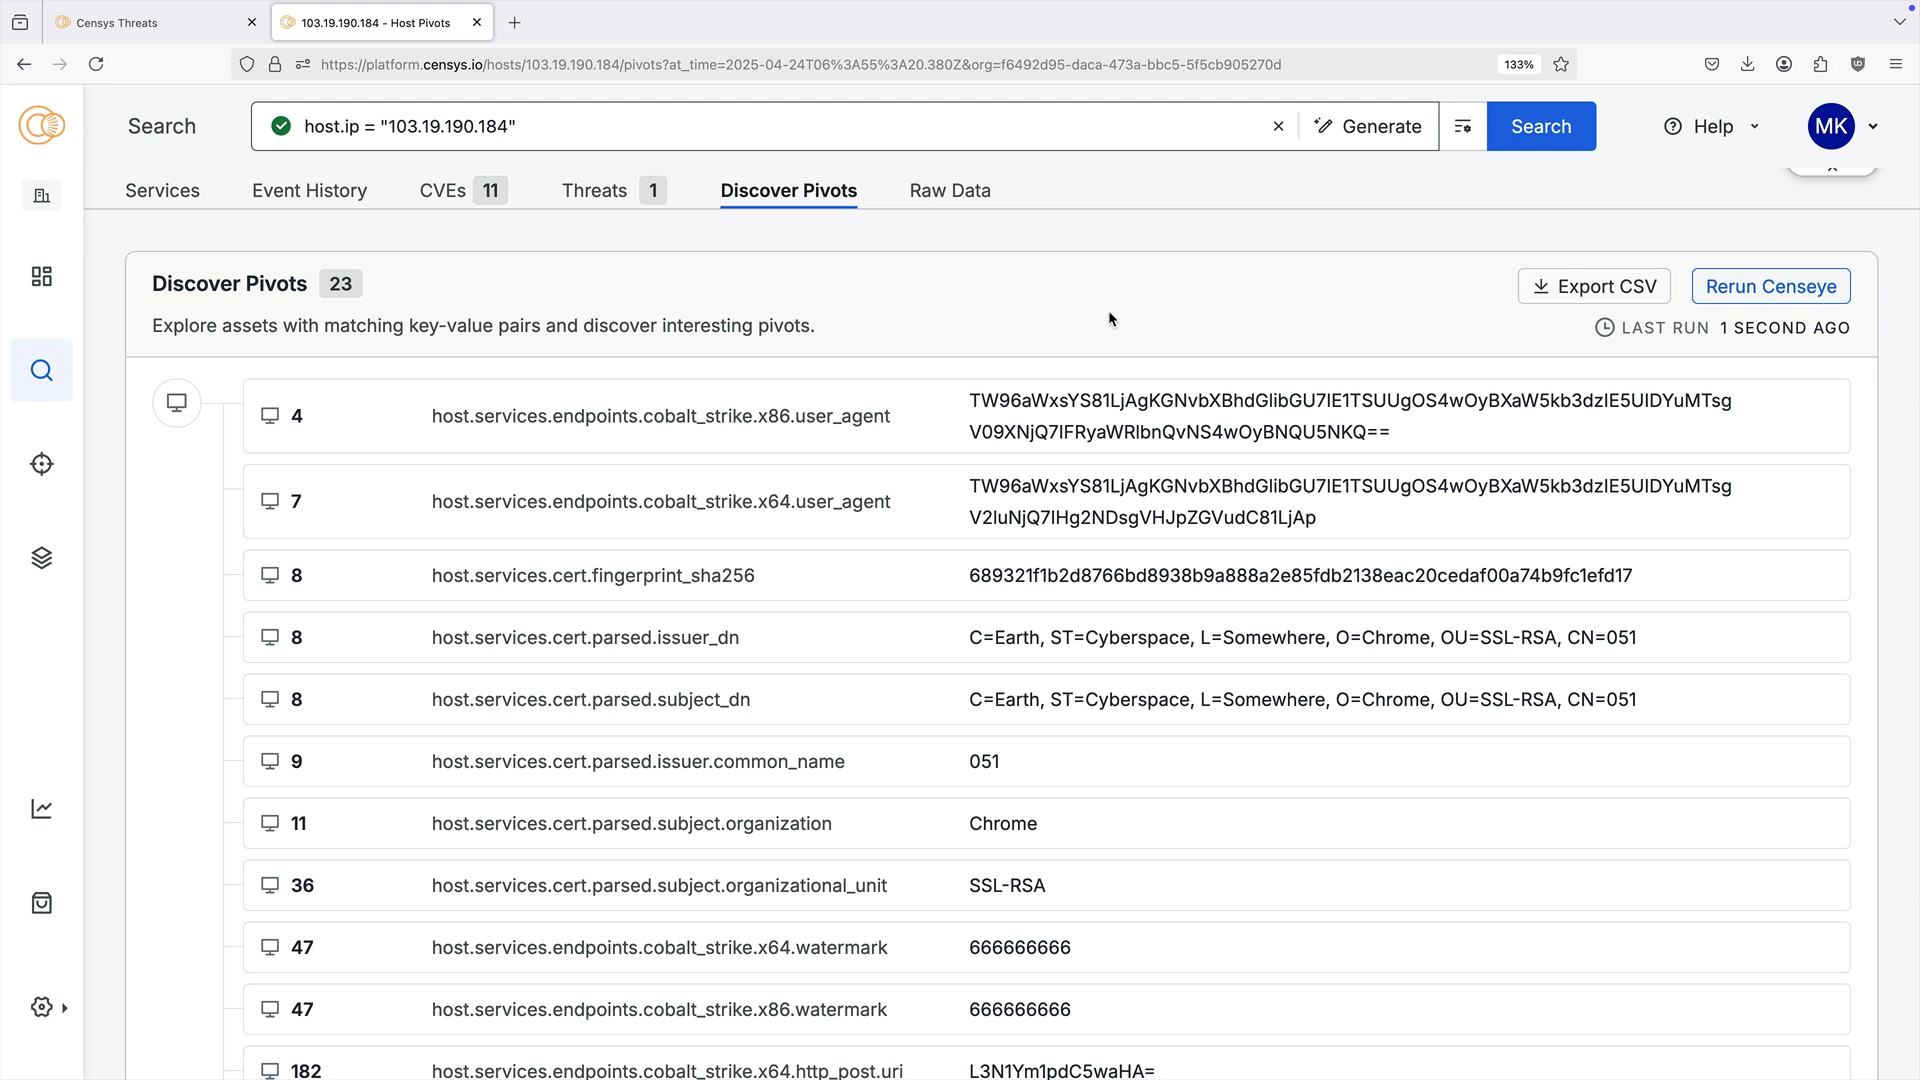 Censys Threats
103.19.190.184 - Host Pivots
https://platform.censys.io/hosts/103.19.190.184/pivots?at_time=2025-04-24T06%3A55%3A20.380Z&org=f6492d95-daca-473a-bbc5-5f5cb905270d
133%
Search
host.ip = "103.19.190.184"
Generate
Search
Help
MK
Services
Event History
CVEs 11
Threats 1
Discover Pivots
Raw Data
Discover Pivots 23
Export CSV
Rerun Censeye
Explore assets with matching key-value pairs and discover interesting pivots.
LAST RUN 1 SECOND AGO
4 host.services.endpoints.cobalt_strike.x86.user_agent
TW96aWxsYS81LjAgKGNvbXBhdGlibGU7IE1TSUUgOS4wOyBXaW5kb3dzIE5UIDYuMTsg
V09XNjQ7IFRyaWRlbnQvNS4wOyBNQU5NKQ==
7 host.services.endpoints.cobalt_strike.x64.user_agent
TW96aWxsYS81LjAgKGNvbXBhdGlibGU7IE1TSUUgOS4wOyBXaW5kb3dzIE5UIDYuMTsg
V2luNjQ7IHg2NDsgVHJpZGVudC81LjAp
8 host.services.cert.fingerprint_sha256 689321f1b2d8766bd8938b9a888a2e85fdb2138eac20cedaf00a74b9fc1efd17
8 host.services.cert.parsed.issuer_dn C=Earth, ST=Cyberspace, L=Somewhere, O=Chrome, OU=SSL-RSA, CN=051
8 host.services.cert.parsed.subject_dn C=Earth, ST=Cyberspace, L=Somewhere, O=Chrome, OU=SSL-RSA, CN=051
9 host.services.cert.parsed.issuer.common_name 051
11 host.services.cert.parsed.subject.organization Chrome
36 host.services.cert.parsed.subject.organizational_unit SSL-RSA
47 host.services.endpoints.cobalt_strike.x64.watermark 666666666
47 host.services.endpoints.cobalt_strike.x86.watermark 666666666
182 host.services.endpoints.cobalt_strike.x64.http_post.uri L3N1Ym1pdC5waHA=